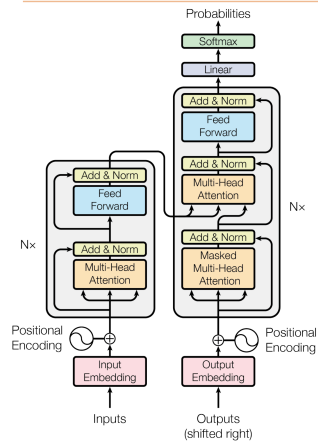 Probabilities
Softmax
Linear
Add & Norm
Feed
Forward
Add & Norm
Multi-Head
Attention
Add & Norm
Masked
Multi-Head
Attention
N×
Add & Norm
Feed
Forward
Add & Norm
Multi-Head
Attention
N×
Positional
Encoding
Positional
Encoding
Input
Embedding
Output
Embedding
Inputs
Outputs
(shifted right)